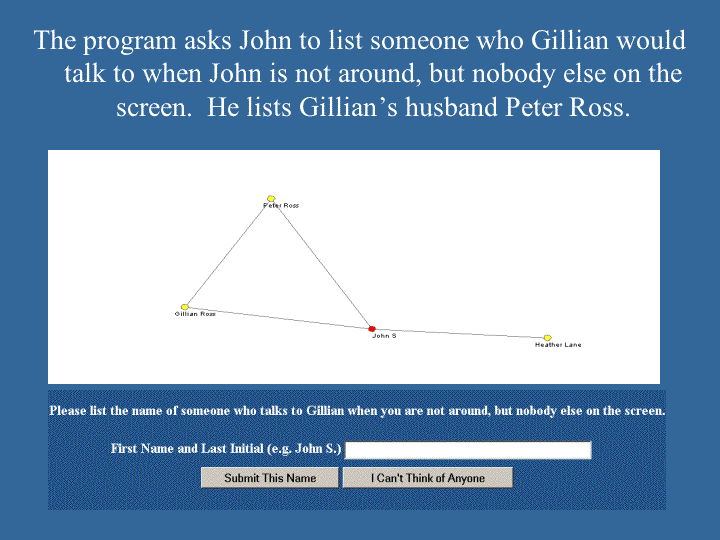 The program asks John to list someone who Gillian would
talk to when John is not around, but nobody else on the
screen.  He lists Gillian’s husband Peter Ross.
Peter Ross
Gillian Ross
John S
Heather Lane
Please list the name of someone who talks to Gillian when you are not around, but nobody else on the screen.
First Name and Last Initial (e.g. John S.)
Submit This Name
I Can't Think of Anyone